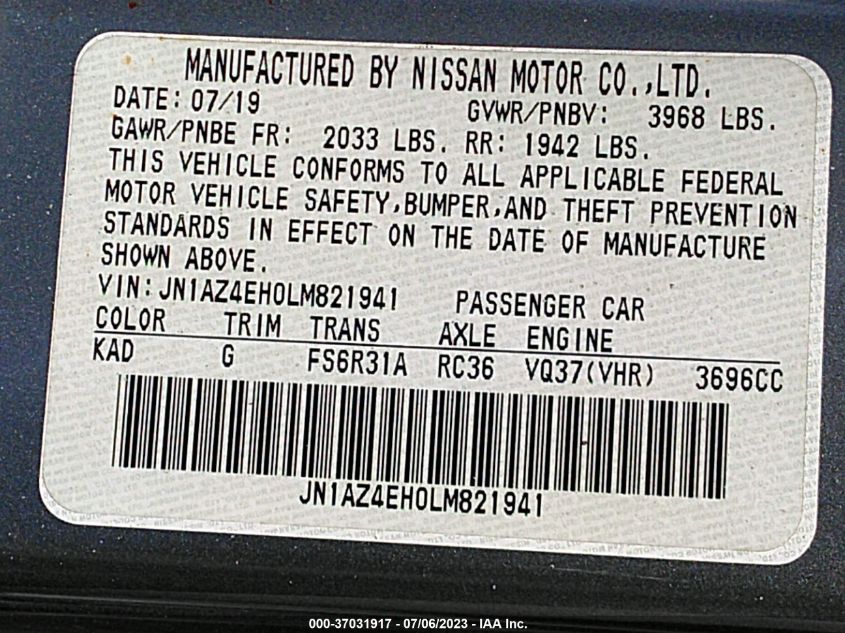 MANUFACTURED BY NISSAN MOTOR CO.,LTD.
DATE: 07/19 GVWR/PNBV: 3968 LBS.
GAWR/PNBE FR: 2033 LBS. RR: 1942 LBS.
THIS VEHICLE CONFORMS TO ALL APPLICABLE FEDERAL
MOTOR VEHICLE SAFETY,BUMPER,AND THEFT PREVENTION
STANDARDS IN EFFECT ON THE DATE OF MANUFACTURE
SHOWN ABOVE.
VIN:JN1AZ4EH0LM821941 PASSENGER CAR
COLOR TRIM TRANS AXLE ENGINE
KAD G FS6R31A RC36 VQ37(VHR) 3696CC
JN1AZ4EH0LM821941
000-37031917 - 07/06/2023 - IAA Inc.